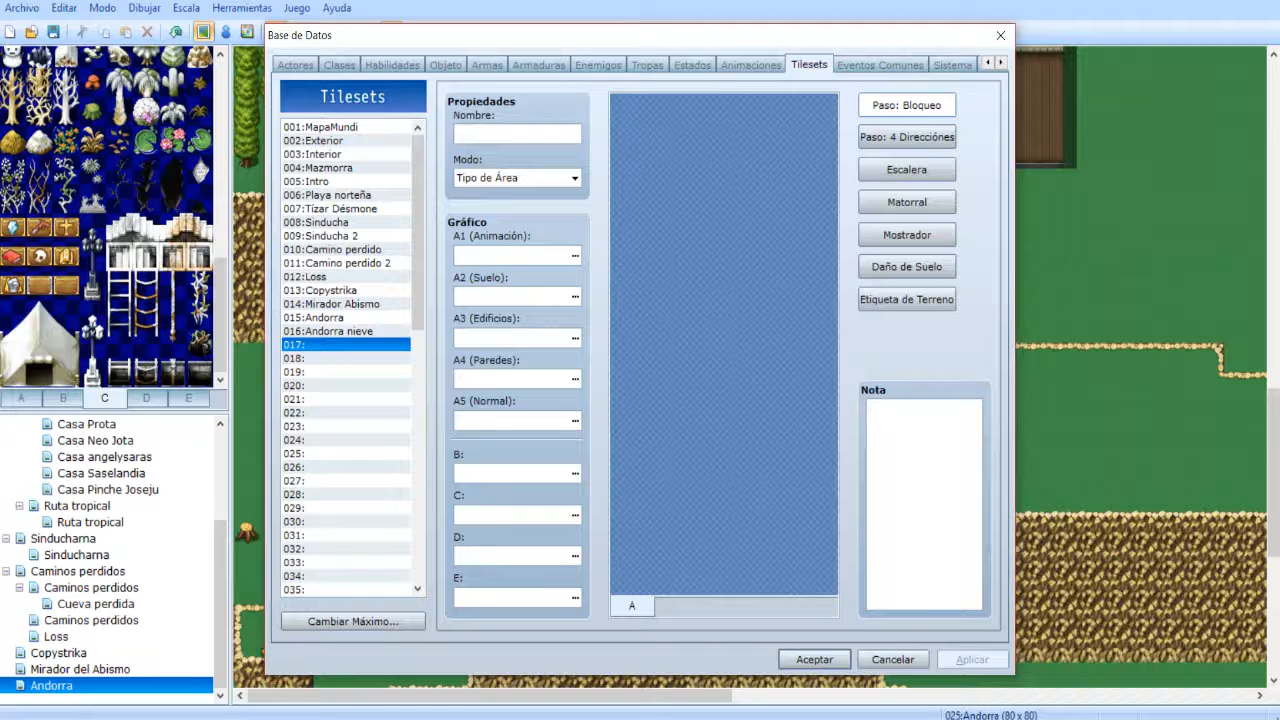 Archivo Editar Modo Dibujar Escala Herramientas Juego Ayuda
Base de Datos
Actores Clases Habilidades Objeto Armas Armaduras Enemigos Tropas Estados Animaciones Tilesets Eventos Comunes Sistema
Tilesets
001:MapaMundi
002:Exterior
003:Interior
004:Mazmorra
005:Intro
006:Playa norteña
007:Tízar Désmone
008:Sinducha
009:Sinducha 2
010:Camino perdido
011:Camino perdido 2
012:Loss
013:Copystrika
014:Mirador Abismo
015:Andorra
016:Andorra nieve
017:
018:
019:
020:
021:
022:
023:
024:
025:
026:
027:
028:
029:
030:
031:
032:
033:
034:
035:
Cambiar Máximo...
Propiedades
Nombre:
Modo:
Tipo de Área
Gráfico
A1 (Animación):
A2 (Suelo):
A3 (Edificios):
A4 (Paredes):
A5 (Normal):
B:
C:
D:
E:
A
Paso: Bloqueo
Paso: 4 Direcciónes
Escalera
Matorral
Mostrador
Daño de Suelo
Etiqueta de Terreno
Nota
Aceptar Cancelar Aplicar
A B C D E
Casa Prota
Casa Neo Jota
Casa angelysaras
Casa Saselandia
Casa Pinche Joseju
Ruta tropical
Ruta tropical
Sinducharna
Sinducharna
Caminos perdidos
Caminos perdidos
Cueva perdida
Caminos perdidos
Loss
Copystrika
Mirador del Abismo
Andorra
025:Andorra (80 x 80)